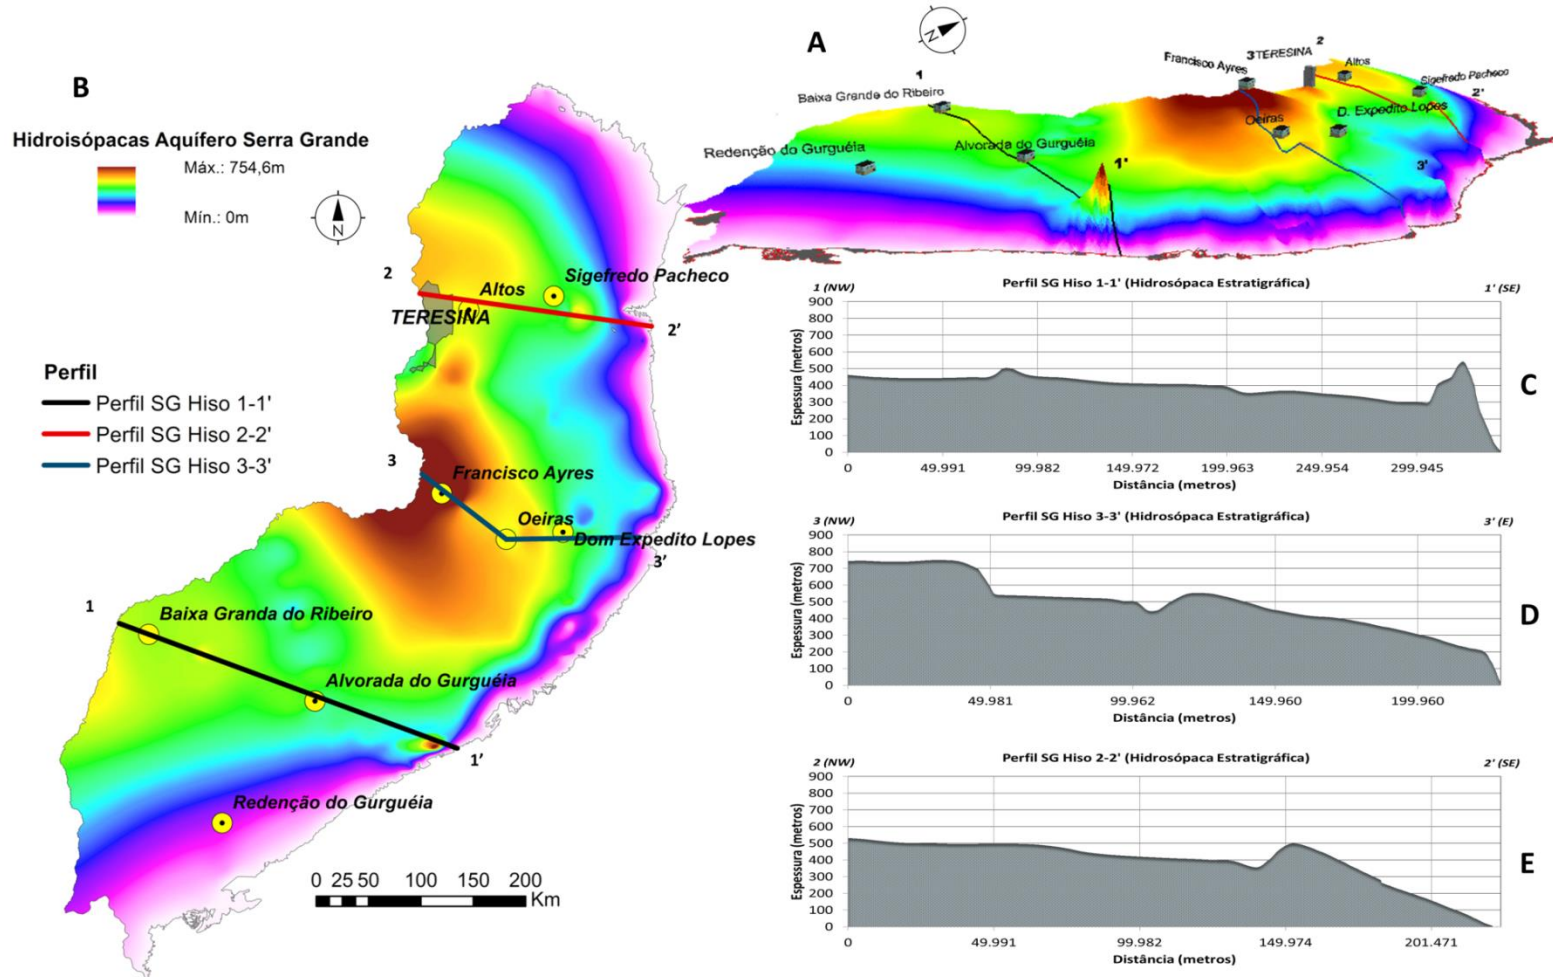 B
Hidroisópacas Aquífero Serra Grande
Máx.: 754,6m
Mín.: 0m
N
2
Altos
Sigefredo Pacheco
TERESINA
2'
Perfil
Perfil SG Hiso 1-1'
Perfil SG Hiso 2-2'
Perfil SG Hiso 3-3'
3
Francisco Ayres
Oeiras
Dom Expedito Lopes
3'
1
Baixa Granda do Ribeiro
Alvorada do Gurguéia
1'
Redenção do Gurguéia
0 25 50 100 150 200
Km
A
N
1
Baixa Grande do Ribeiro
Francisco Ayres
3
TERESINA
2
Altos
Sigefredo Pacheco
2'
D. Expedito Lopes
Oeiras
Redenção do Gurguéia
Alvorada do Gurguéia
1'
3'
1 (NW)
Perfil SG Hiso 1-1' (Hidrosópaca Estratigráfica)
1' (SE)
Espessura (metros)
900
800
700
600
500
400
300
200
100
0
0 49.991 99.982 149.972 199.963 249.954 299.945
Distância (metros)
C
3 (NW)
Perfil SG Hiso 3-3' (Hidrosópaca Estratigráfica)
3' (E)
Espessura (metros)
900
800
700
600
500
400
300
200
100
0
0 49.981 99.962 149.960 199.960
Distância (metros)
D
2 (NW)
Perfil SG Hiso 2-2' (Hidrosópaca Estratigráfica)
2' (SE)
Espessura (metros)
900
800
700
600
500
400
300
200
100
0
0 49.991 99.982 149.974 201.471
Distância (metros)
E